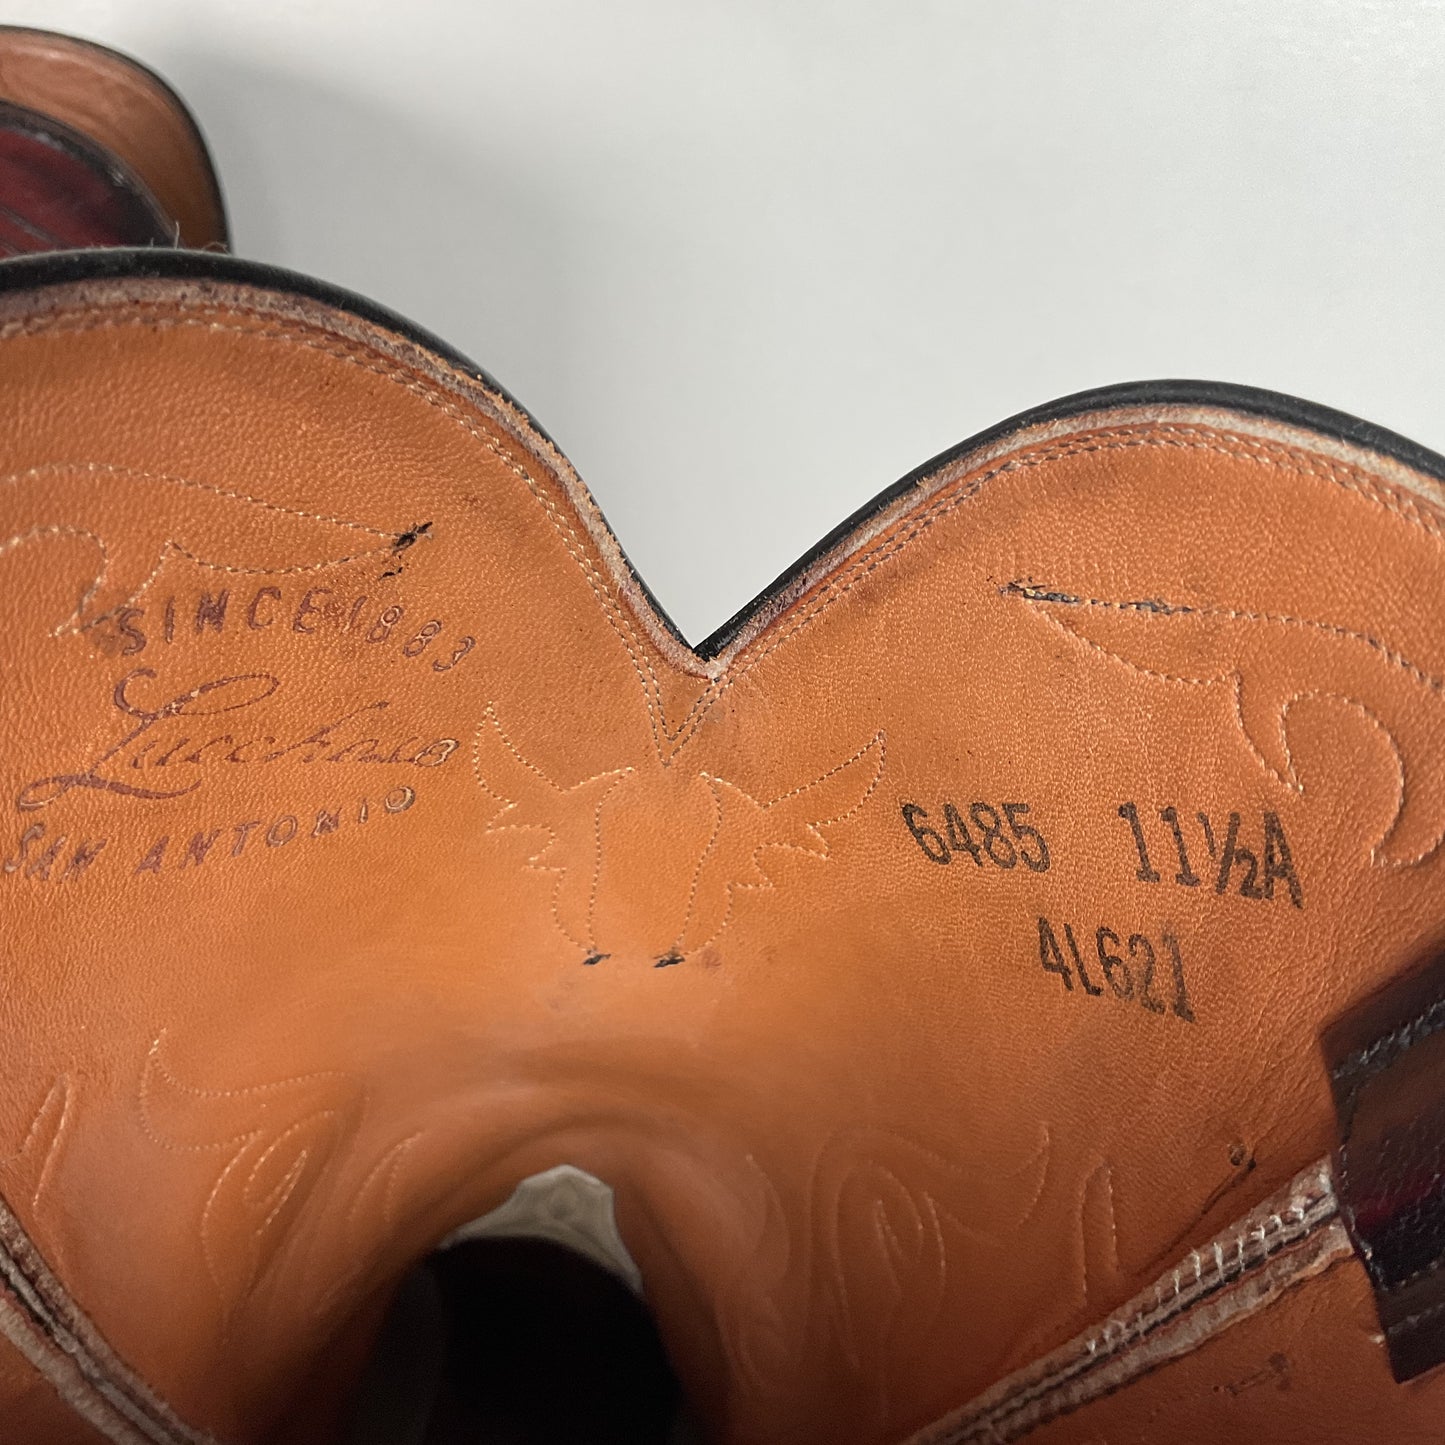 SINCE 1883
Lucchese
SAN ANTONIO
6485 11½A
4L621